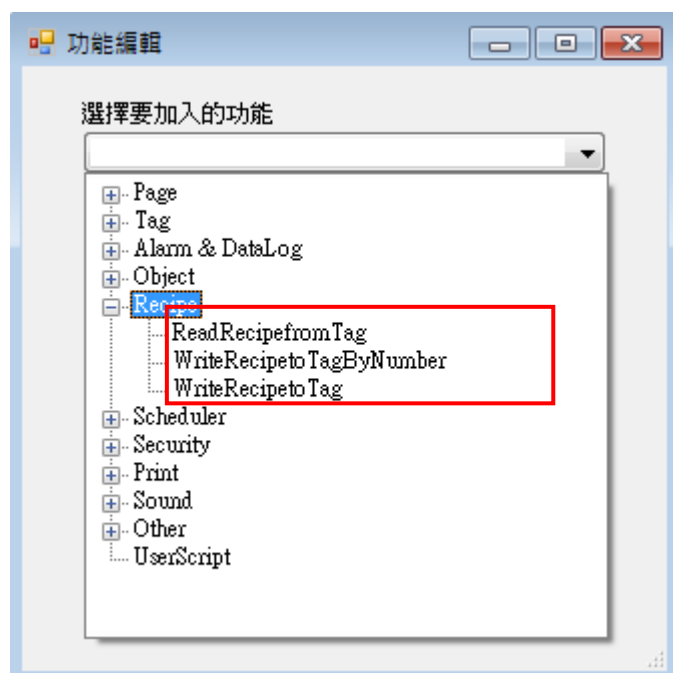 功能編輯
選擇要加入的功能
Page
Tag
Alarm & DataLog
Object
Recipe
ReadRecipefromTag
WriteRecipetoTagByNumber
WriteRecipetoTag
Scheduler
Security
Print
Sound
Other
UserScript